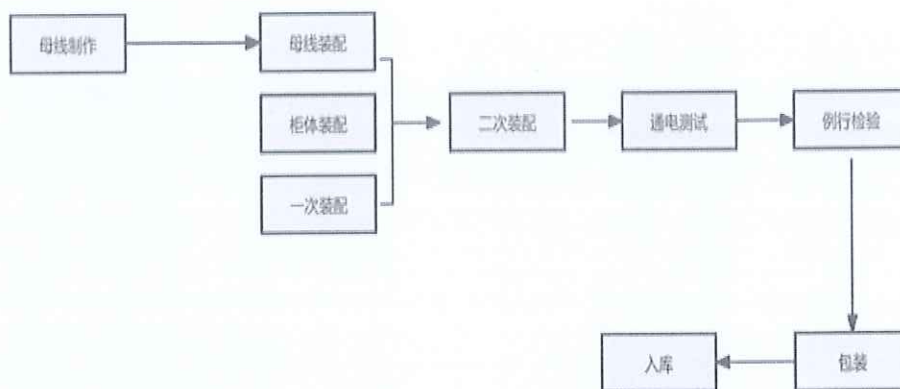 母线制作
母线装配
柜体装配
一次装配
二次装配
通电测试
例行检验
包装
入库